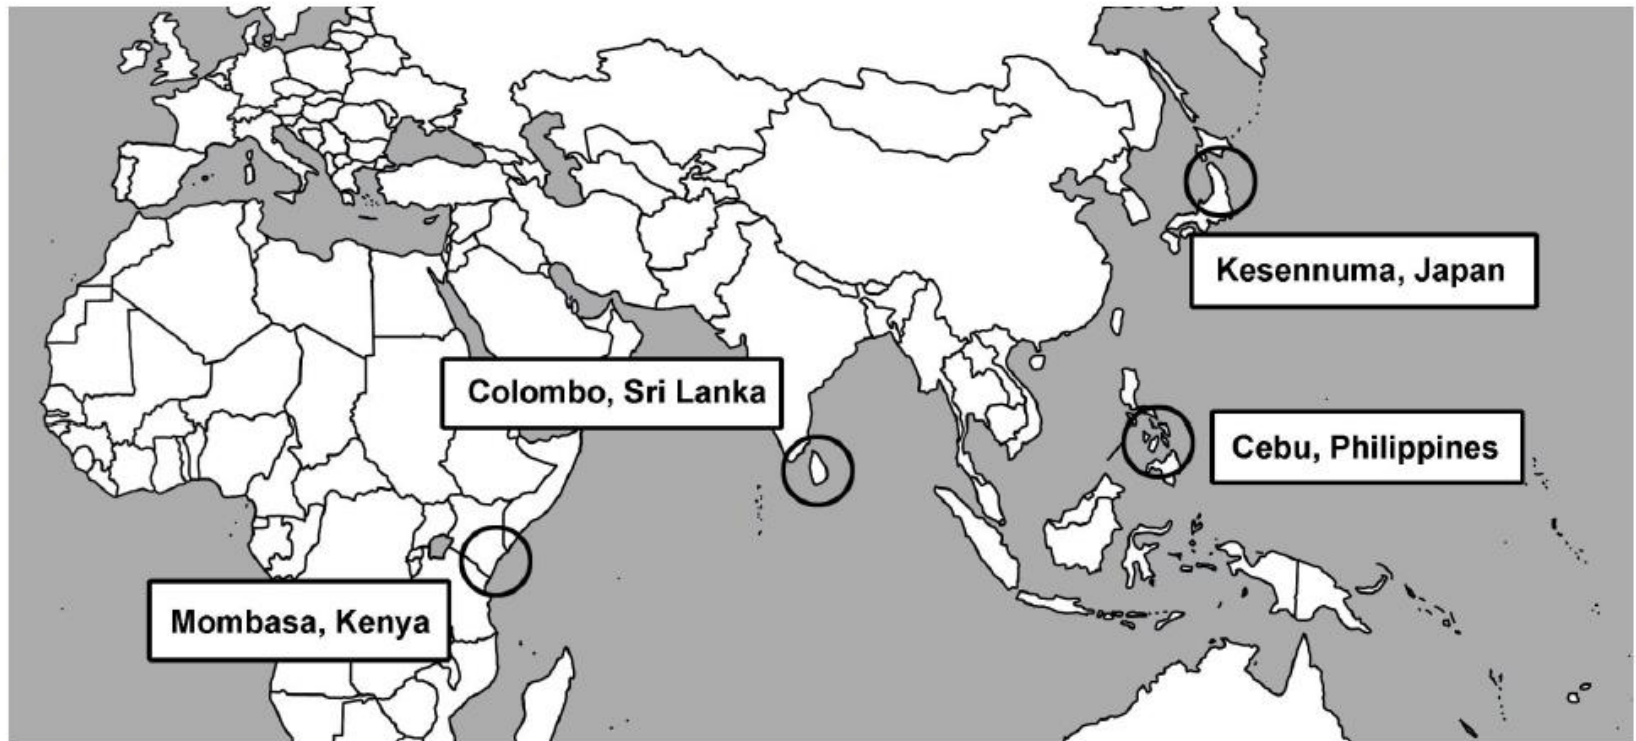 Kesennuma, Japan
Colombo, Sri Lanka
Cebu, Philippines
Mombasa, Kenya